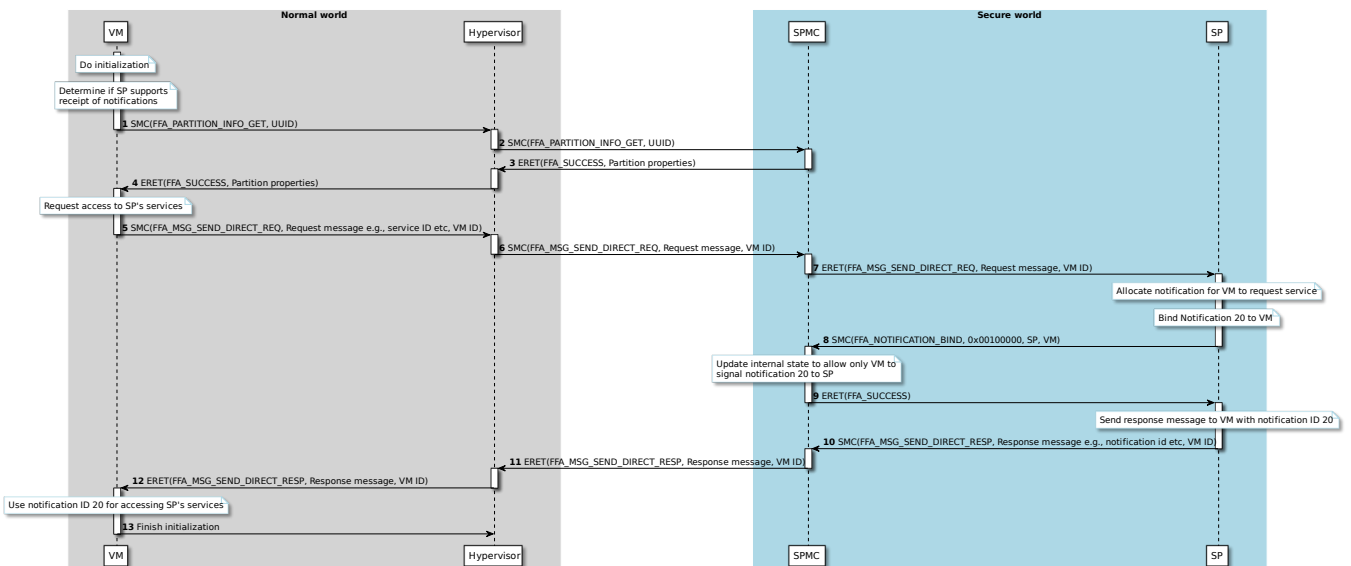 Normal world
Secure world
VM
Hypervisor
SPMC
SP
Do initialization
Determine if SP supports
receipt of notifications
1 SMC(FFA_PARTITION_INFO_GET, UUID)
2 SMC(FFA_PARTITION_INFO_GET, UUID)
3 ERET(FFA_SUCCESS, Partition properties)
4 ERET(FFA_SUCCESS, Partition properties)
Request access to SP's services
5 SMC(FFA_MSG_SEND_DIRECT_REQ, Request message e.g., service ID etc, VM ID)
6 SMC(FFA_MSG_SEND_DIRECT_REQ, Request message, VM ID)
7 ERET(FFA_MSG_SEND_DIRECT_REQ, Request message, VM ID)
Allocate notification for VM to request service
Bind Notification 20 to VM
8 SMC(FFA_NOTIFICATION_BIND, 0x00100000, SP, VM)
Update internal state to allow only VM to
signal notification 20 to SP
9 ERET(FFA_SUCCESS)
Send response message to VM with notification ID 20
10 SMC(FFA_MSG_SEND_DIRECT_RESP, Response message e.g., notification id etc, VM ID)
11 ERET(FFA_MSG_SEND_DIRECT_RESP, Response message, VM ID)
12 ERET(FFA_MSG_SEND_DIRECT_RESP, Response message, VM ID)
Use notification ID 20 for accessing SP's services
13 Finish initialization
VM
Hypervisor
SPMC
SP